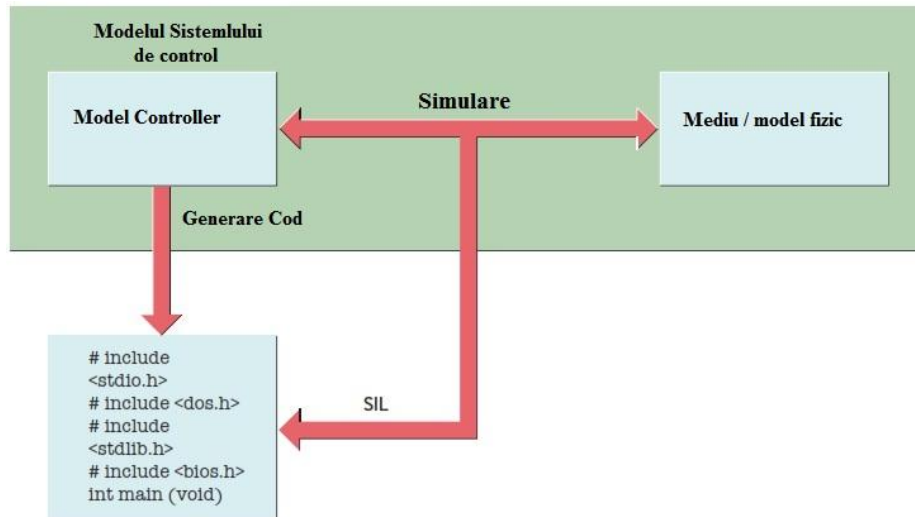 Modelul Sistemlului
de control
Model Controller
Simulare
Mediu / model fizic
Generare Cod
# include
<stdio.h>
# include <dos.h>
# include
<stdlib.h>
# include <bios.h>
int main (void)
SIL